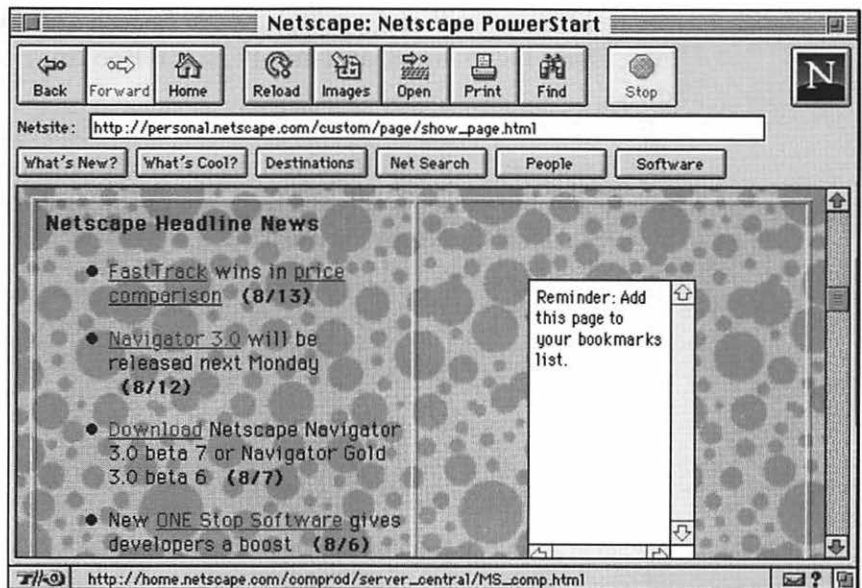 Netscape: Netscape PowerStart
Back Forward Home Reload Images Open Print Find Stop N
Netsite: http://personal.netscape.com/custom/page/show_page.html
What's New? What's Cool? Destinations Net Search People Software
Netscape Headline News
FastTrack wins in price
comparison (8/13)
Navigator 3.0 will be
released next Monday
(8/12)
Download Netscape Navigator
3.0 beta 7 or Navigator Gold
3.0 beta 6 (8/7)
New ONE Stop Software gives
developers a boost (8/6)
Reminder: Add
this page to
your bookmarks
list.
http://home.netscape.com/comprod/server_central/MS_comp.html
?